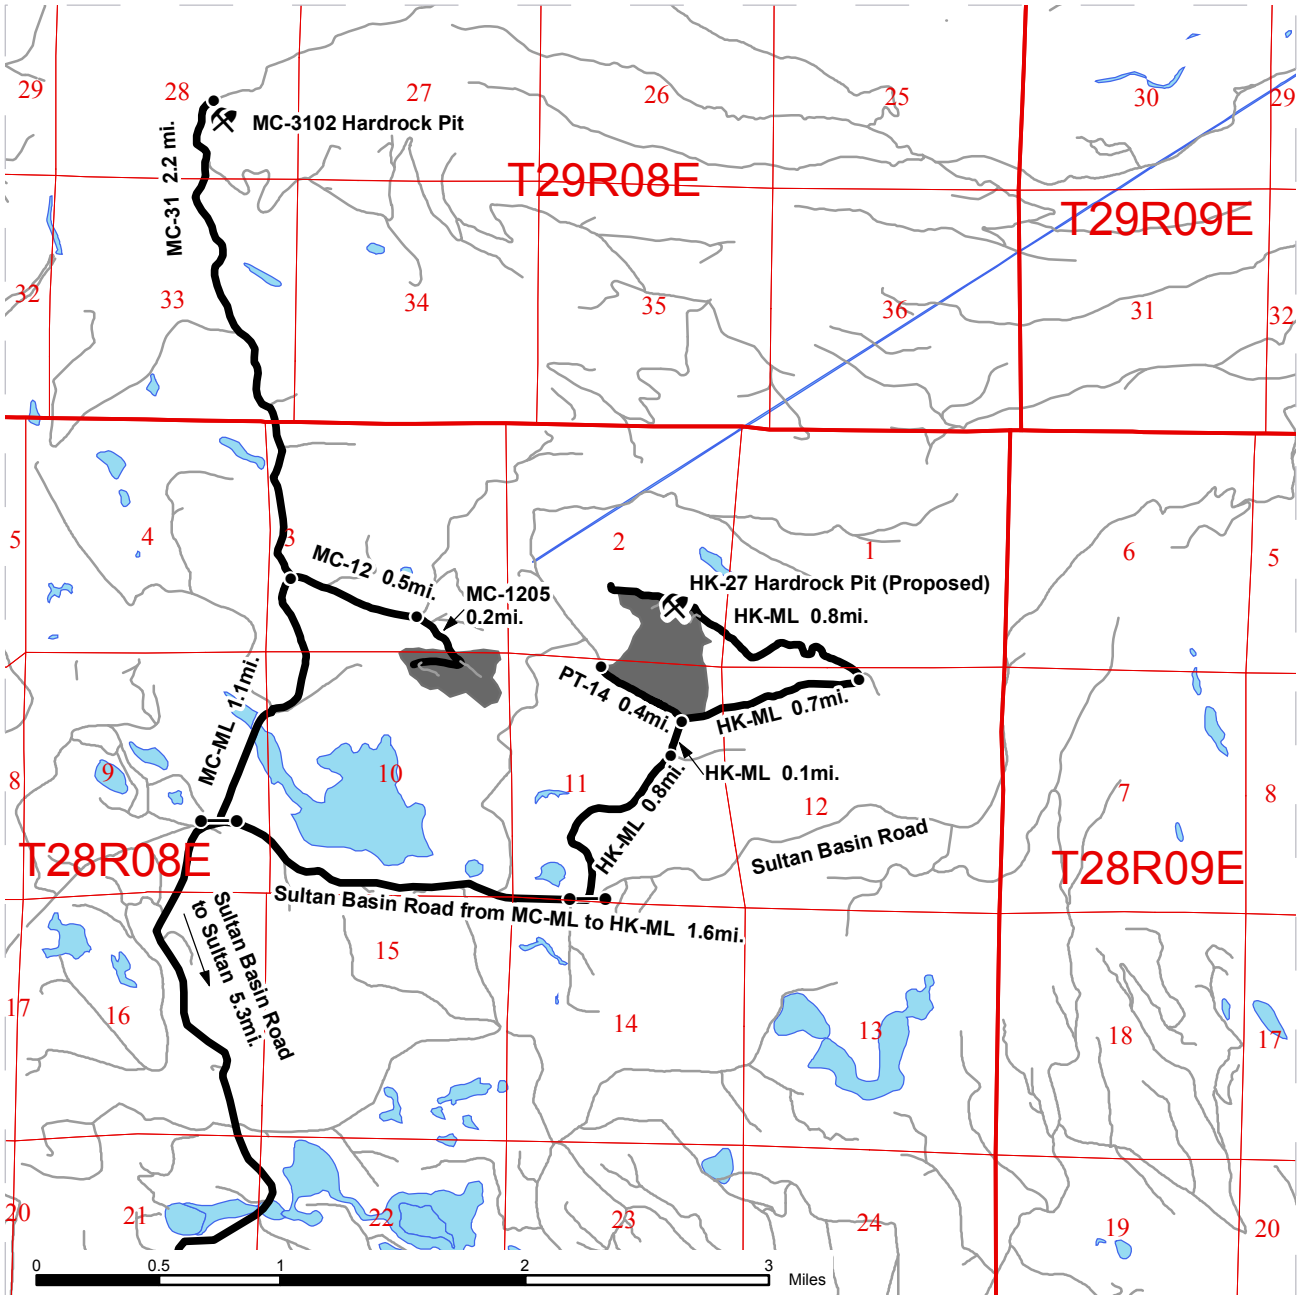 29
28
27
26
25
30
29
MC-3102 Hardrock Pit
MC-31 2.2 mi.
T29R08E
T29R09E
32
33
34
35
36
31
32
5
4
3
2
1
6
5
MC-12 0.5mi.
MC-1205
0.2mi.
HK-27 Hardrock Pit (Proposed)
HK-ML 0.8mi.
PT-14 0.4mi.
HK-ML 0.7mi.
MC-ML 1.1mi.
HK-ML 0.1mi.
HK-ML 0.8mi.
8
9
10
11
12
7
8
Sultan Basin Road
T28R08E
T28R09E
Sultan Basin Road from MC-ML to HK-ML 1.6mi.
Sultan Basin Road
to Sultan 5.3mi.
17
16
15
14
13
18
17
20
21
22
23
24
19
20
0 0.5 1 2 3 Miles